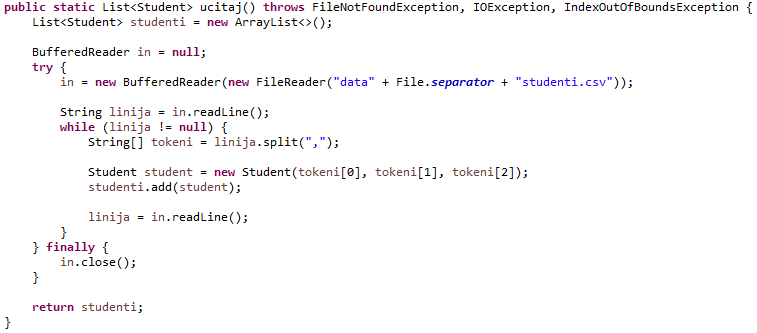 public static List<Student> ucitaj() throws FileNotFoundException, IOException, IndexOutOfBoundsException {
    List<Student> studenti = new ArrayList<>();

    BufferedReader in = null;
    try {
        in = new BufferedReader(new FileReader("data" + File.separator + "studenti.csv"));

        String linija = in.readLine();
        while (linija != null) {
            String[] tokeni = linija.split(",");

            Student student = new Student(tokeni[0], tokeni[1], tokeni[2]);
            studenti.add(student);

            linija = in.readLine();
        }
    } finally {
        in.close();
    }

    return studenti;
}